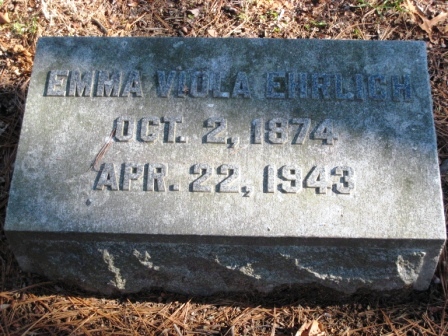 EMMA VIOLA EHRLICH
OCT. 2, 1874
APR. 22, 1943